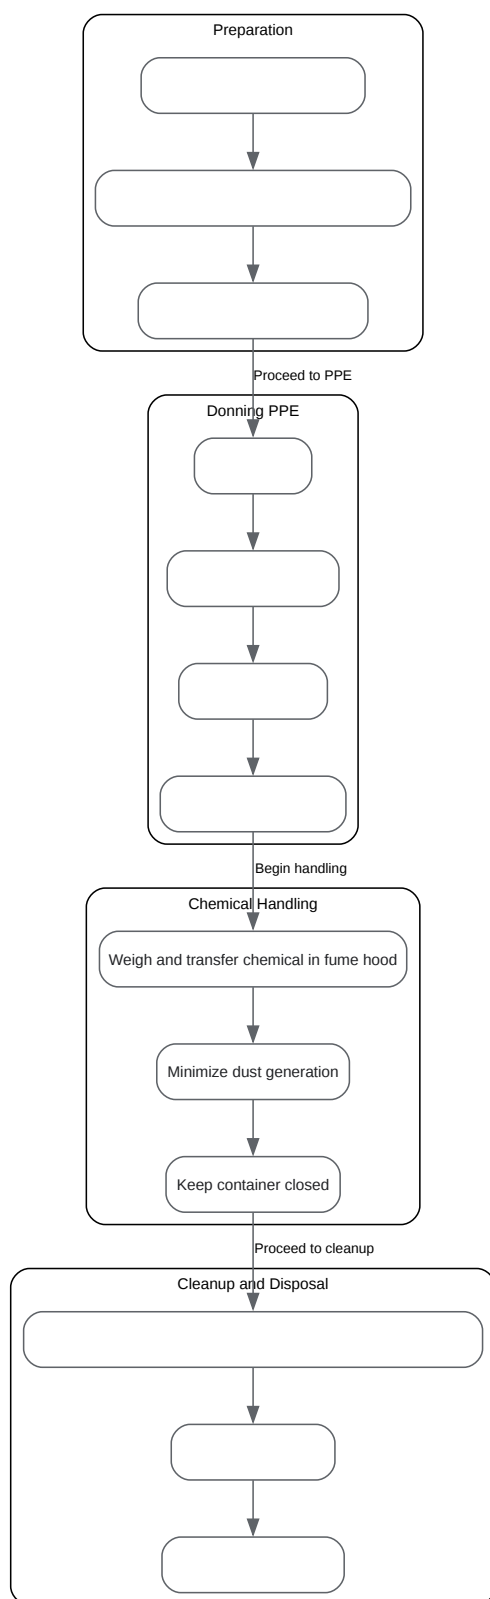 Preparation
Proceed to PPE
Donning PPE
Begin handling
Chemical Handling
Weigh and transfer chemical in fume hood
Minimize dust generation
Keep container closed
Proceed to cleanup
Cleanup and Disposal